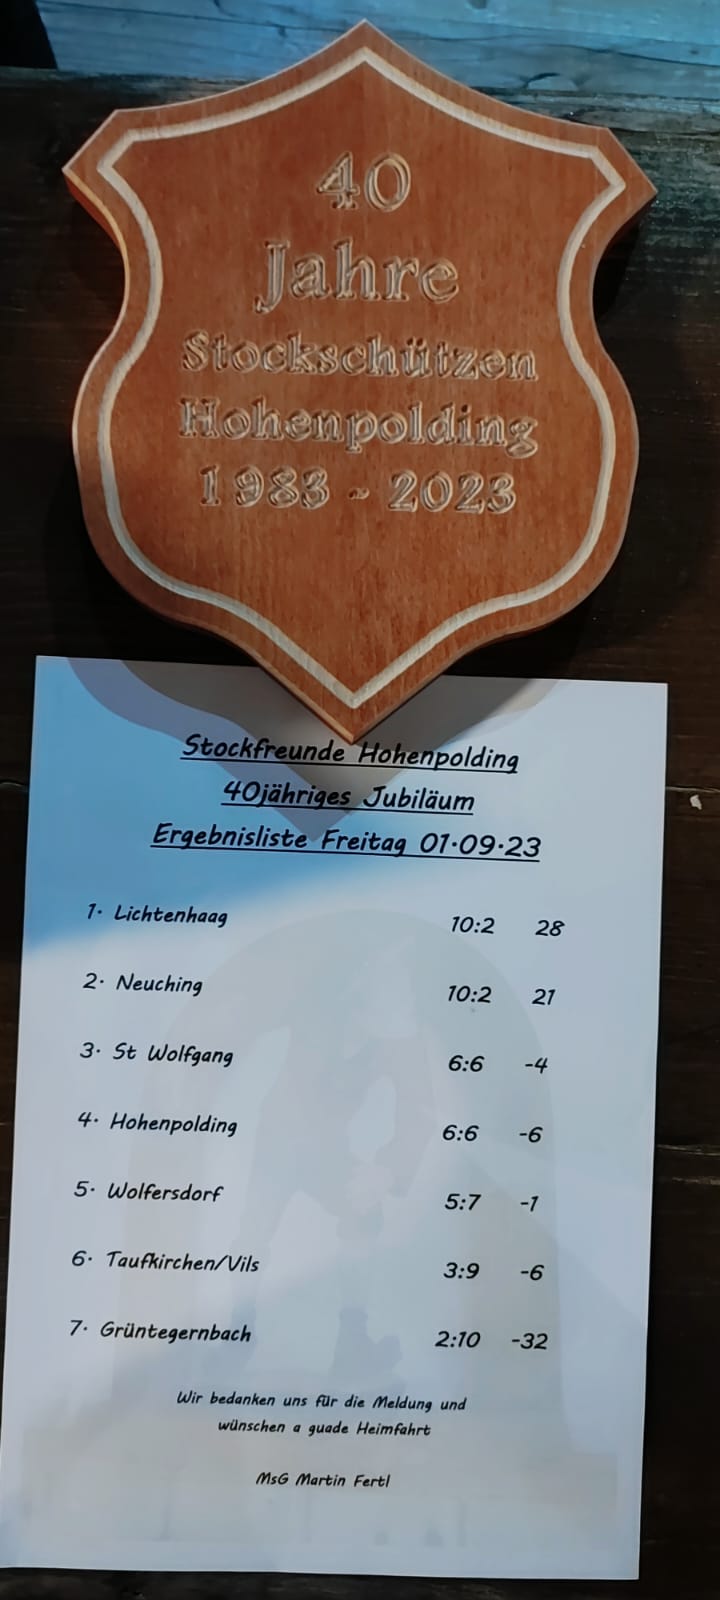 40
Jahre
Stockschützen
Hohenpolding
1983 - 2023
Stockfreunde Hohenpolding
40jähriges Jubiläum
Ergebnisliste Freitag 01.09.23
1. Lichtenhaag 10:2 28
2. Neuching 10:2 21
3. St Wolfgang 6:6 -4
4. Hohenpolding 6:6 -6
5. Wolfersdorf 5:7 -1
6. Taufkirchen/Vils 3:9 -6
7. Grüntegernbach 2:10 -32
Wir bedanken uns für die Meldung und
wünschen a guade Heimfahrt
MsG Martin Fertl